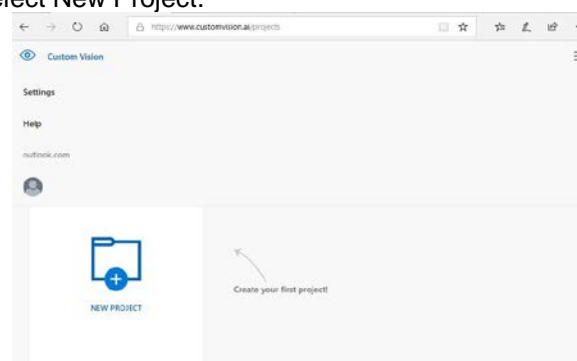 elect New Project.
https://www.customvision.ai/projects
Custom Vision
Settings
Help
outlook.com
Create your first project!
NEW PROJECT